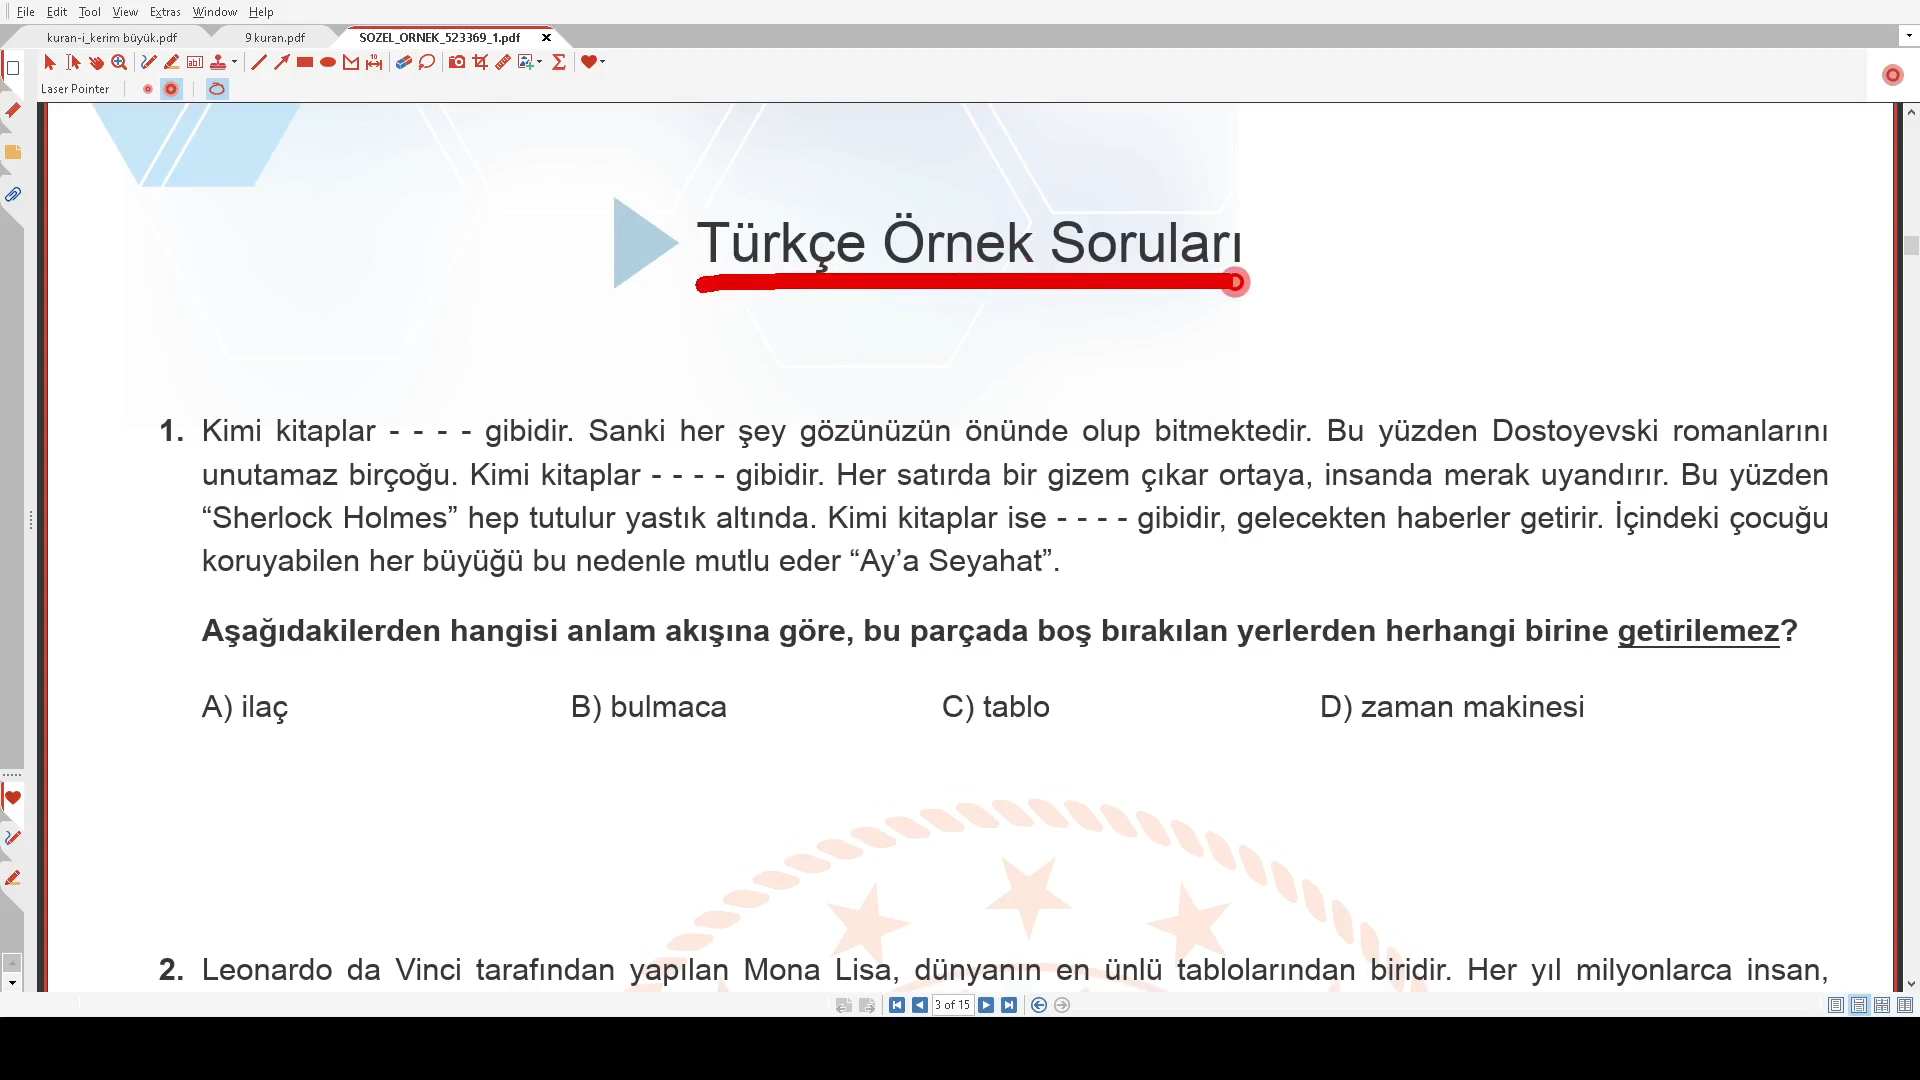 File Edit Tool View Extras Window Help
kuran-i_kerim büyük.pdf 9 kuran.pdf SOZEL_ORNEK_523369_1.pdf
Laser Pointer
Türkçe Örnek Soruları
1. Kimi kitaplar - - - - gibidir. Sanki her şey gözünüzün önünde olup bitmektedir. Bu yüzden Dostoyevski romanlarını
unutamaz birçoğu. Kimi kitaplar - - - - gibidir. Her satırda bir gizem çıkar ortaya, insanda merak uyandırır. Bu yüzden
“Sherlock Holmes” hep tutulur yastık altında. Kimi kitaplar ise - - - - gibidir, gelecekten haberler getirir. İçindeki çocuğu
koruyabilen her büyüğü bu nedenle mutlu eder “Ay’a Seyahat”.
Aşağıdakilerden hangisi anlam akışına göre, bu parçada boş bırakılan yerlerden herhangi birine getirilemez?
A) ilaç B) bulmaca C) tablo D) zaman makinesi
2. Leonardo da Vinci tarafından yapılan Mona Lisa, dünyanın en ünlü tablolarından biridir. Her yıl milyonlarca insan,
3 of 15